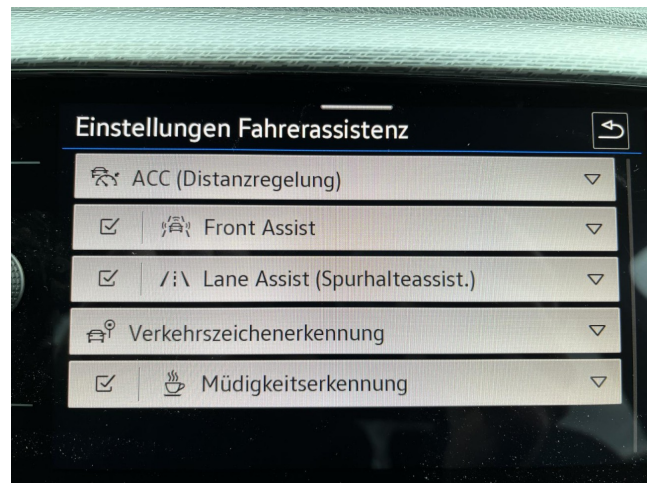 Einstellungen Fahrerassistenz
ACC (Distanzregelung)
Front Assist
Lane Assist (Spurhalteassist.)
Verkehrszeichenerkennung
Müdigkeitserkennung